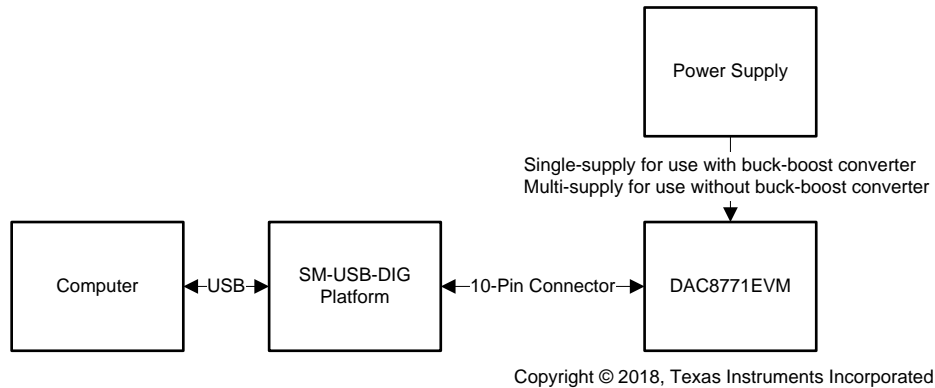 Power Supply
Single-supply for use with buck-boost converter
Multi-supply for use without buck-boost converter
Computer
USB
SM-USB-DIG
Platform
10-Pin Connector
DAC8771EVM
Copyright © 2018, Texas Instruments Incorporated